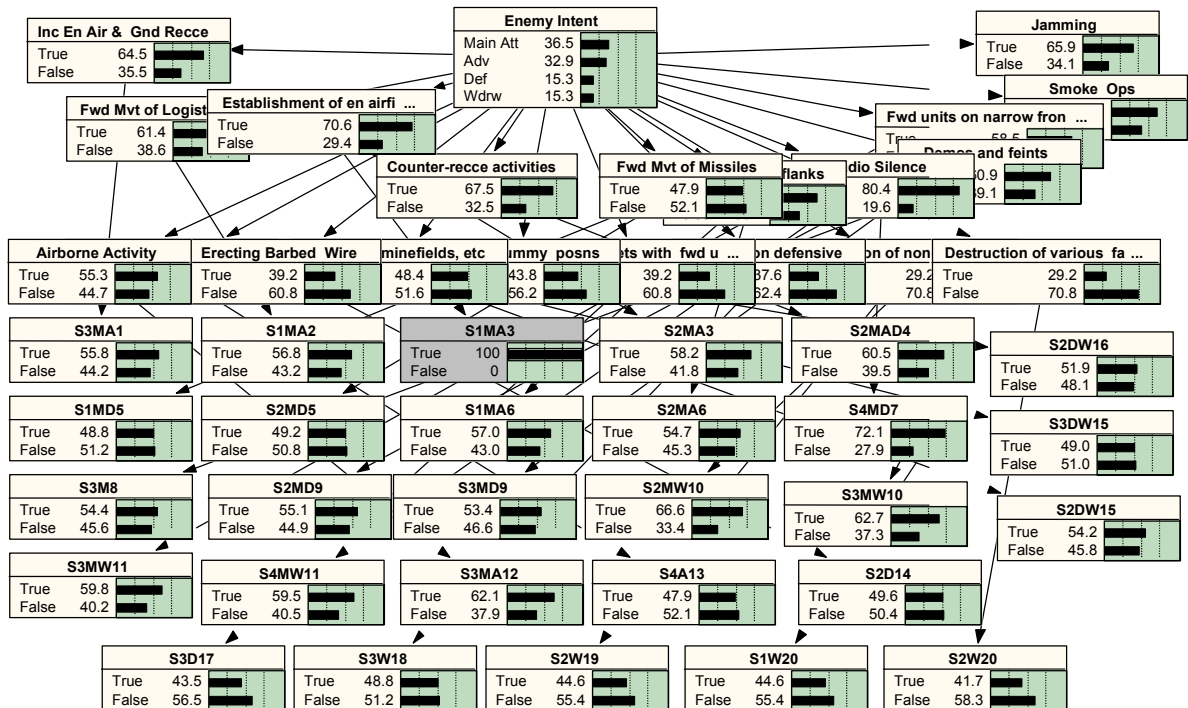 Enemy Intent
Main Att 36.5
Adv 32.9
Def 15.3
Wdrw 15.3
Inc En Air & Gnd Recce
True 64.5
False 35.5
Jamming
True 65.9
False 34.1
Smoke Ops
Fwd Mvt of Logist
True 61.4
False 38.6
Establishment of en airfi ...
True 70.6
False 29.4
Fwd units on narrow fron ...
and feints
60.9
Counter-recce activities
True 67.5
False 32.5
Fwd Mvt of Missiles
True 47.9
False 52.1
flanks
dio Silence
80.4
19.6
Airborne Activity
True 55.3
False 44.7
Erecting Barbed Wire
True 39.2
False 60.8
minefields, etc
48.4
51.6
ummy posns
43.8
56.2
ets with fwd u ...
39.2
60.8
on defensive
37.6
62.4
on of non
29.2
70.8
Destruction of various fa ...
True 29.2
False 70.8
S3MA1
True 55.8
False 44.2
S1MA2
True 56.8
False 43.2
S1MA3
True 100
False 0
S2MA3
True 58.2
False 41.8
S2MAD4
True 60.5
False 39.5
S2DW16
True 51.9
False 48.1
S1MD5
True 48.8
False 51.2
S2MD5
True 49.2
False 50.8
S1MA6
True 57.0
False 43.0
S2MA6
True 54.7
False 45.3
S4MD7
True 72.1
False 27.9
S3DW15
True 49.0
False 51.0
S3M8
True 54.4
False 45.6
S2MD9
True 55.1
False 44.9
S3MD9
True 53.4
False 46.6
S2MW10
True 66.6
False 33.4
S3MW10
True 62.7
False 37.3
S2DW15
True 54.2
False 45.8
S3MW11
True 59.8
False 40.2
S4MW11
True 59.5
False 40.5
S3MA12
True 62.1
False 37.9
S4A13
True 47.9
False 52.1
S2D14
True 49.6
False 50.4
S3D17
True 43.5
False 56.5
S3W18
True 48.8
False 51.2
S2W19
True 44.6
False 55.4
S1W20
True 44.6
False 55.4
S2W20
True 41.7
False 58.3